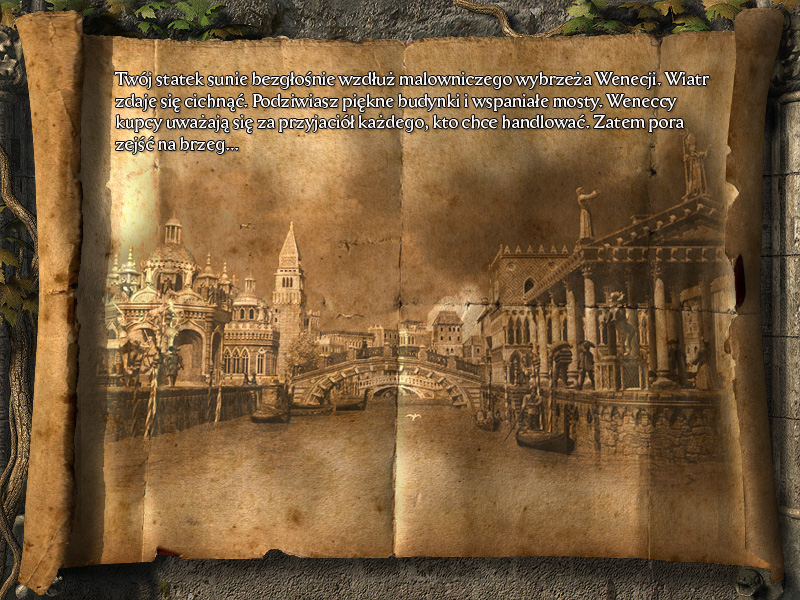 Twój statek sunie bezgłośnie wzdłuż malowniczego wybrzeża Wenecji. Wiatr
zdaje się cichnąć. Podziwiasz piękne budynki i wspaniałe mosty. Weneccy
kupcy uważają się za przyjaciół każdego, kto chce handlować. Zatem pora
zejść na brzeg...